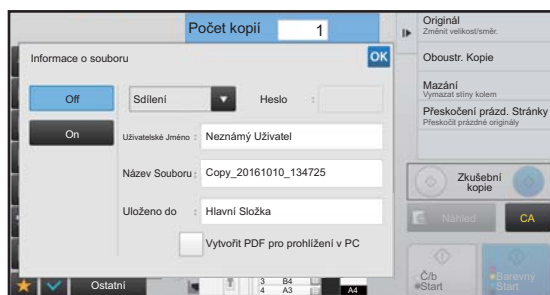 Počet kopií 1
Informace o souboru OK
Off
On
Sdílení
Heslo :
Uživatelské Jméno : Neznámý Uživatel
Název Souboru : Copy_20161010_134725
Uloženo do : Hlavní Složka
Vytvořit PDF pro prohlížení v PC
Ostatní
3 B4
4 A3
A4
Originál
Změnit velikost/směr.
Oboustr. Kopie
Mazání
Vymazat stíny kolem
Přeskočení prázd. Stránky
Přeskočit prázdné originály
Zkušební
kopie
Náhled
CA
Č/b
Start
Barevný
Start